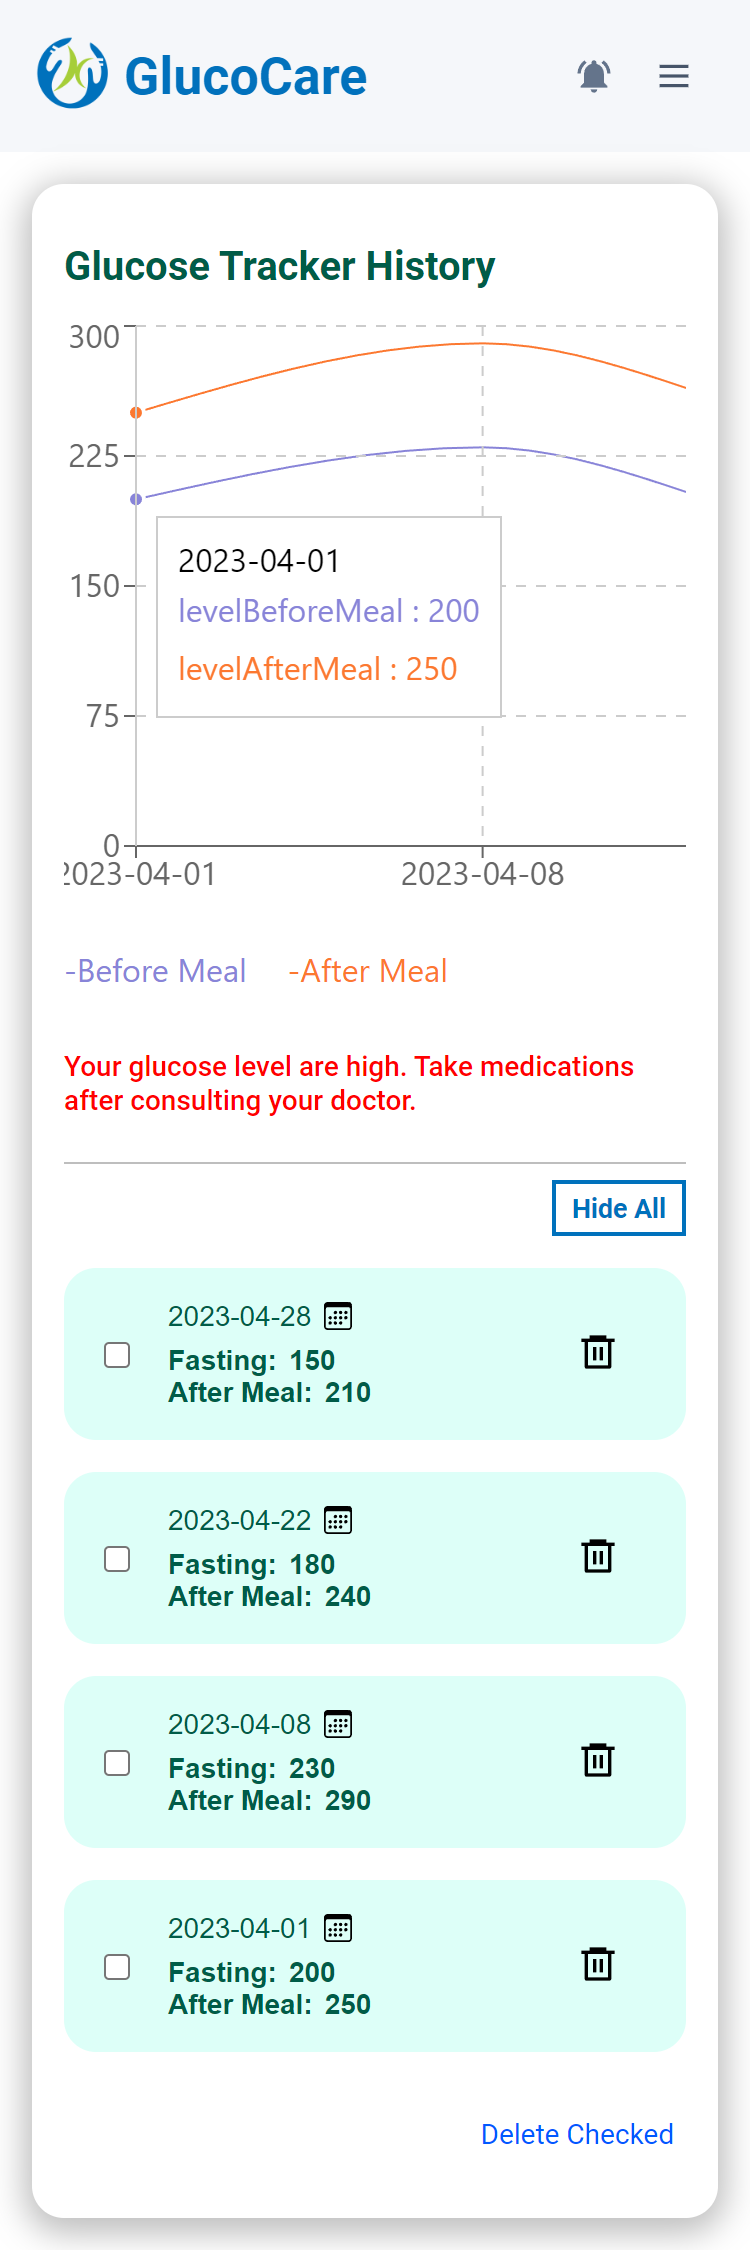 GlucoCare
Glucose Tracker History
300
225
150
75
0
2023-04-01
levelBeforeMeal : 200
levelAfterMeal : 250
2023-04-01
2023-04-08
-Before Meal
-After Meal
Your glucose level are high. Take medications
after consulting your doctor.
Hide All
2023-04-28
Fasting: 150
After Meal: 210
2023-04-22
Fasting: 180
After Meal: 240
2023-04-08
Fasting: 230
After Meal: 290
2023-04-01
Fasting: 200
After Meal: 250
Delete Checked